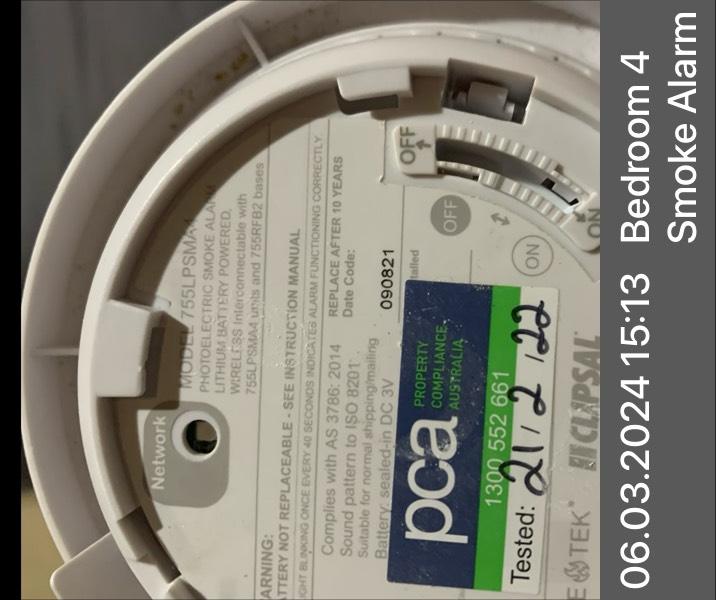 Network
MODEL 755LPSMA4
PHOTOELECTRIC SMOKE ALARM
LITHIUM BATTERY POWERED,
WIRELESS Interconnectable with
755LPSMA4 units and 755RFB2 bases
WARNING:
BATTERY NOT REPLACEABLE - SEE INSTRUCTION MANUAL
LIGHT BLINKING ONCE EVERY 40 SECONDS INDICATES ALARM FUNCTIONING CORRECTLY
Complies with AS 3786: 2014
Sound pattern to ISO 8201
Suitable for normal shipping/mailing
Battery: sealed-in DC 3V
REPLACE AFTER 10 YEARS
Date Code:
090821
OFF
OFF
ON
ON
pca PROPERTY
COMPLIANCE
AUSTRALIA
1300 552 661
Tested: 21/2/22
TEK
CLIPSAL
06.03.2024 15:13 Bedroom 4
Smoke Alarm